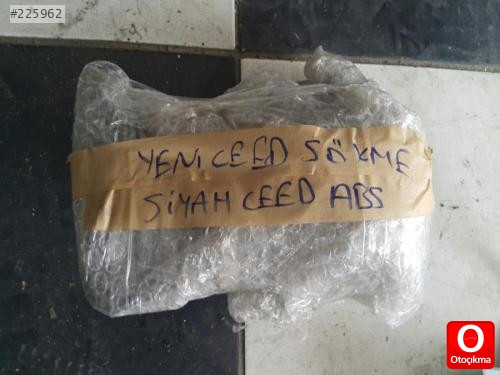 #225962
YENİ CEED SÖKME
SİYAH CEED ABS
Otoçıkma